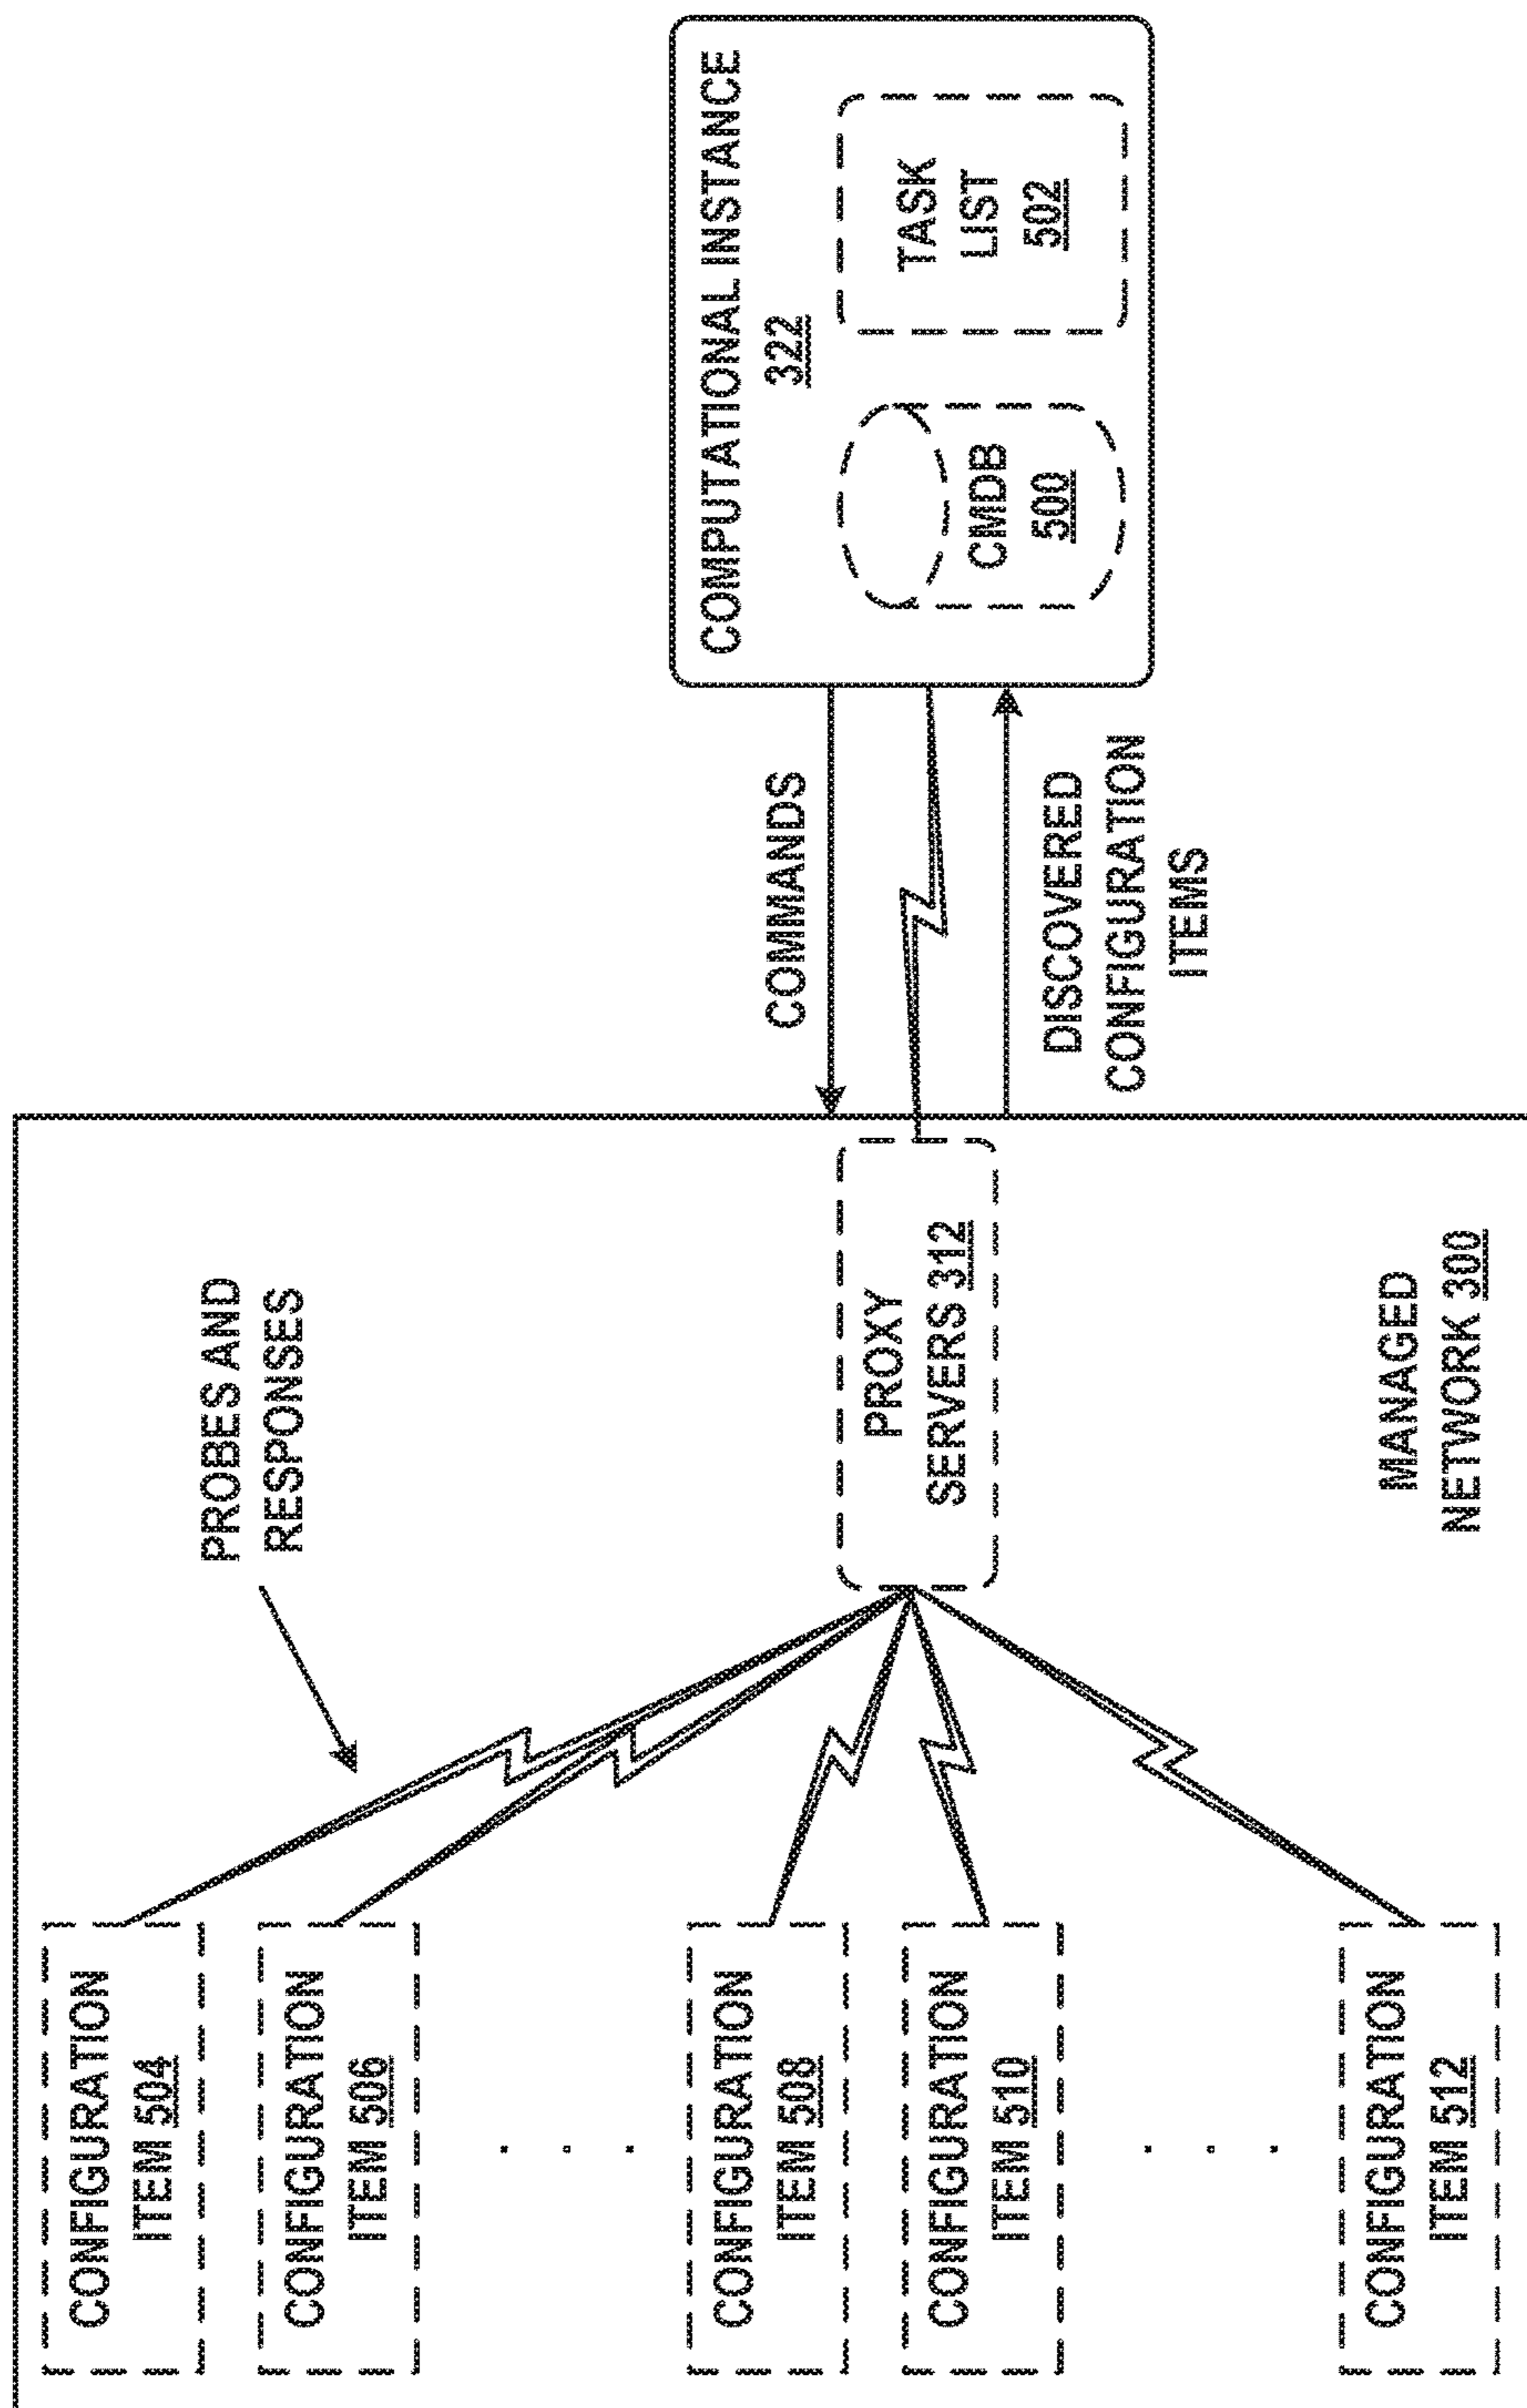 CONFIGURATION
ITEM 504
CONFIGURATION
ITEM 506
CONFIGURATION
ITEM 508
CONFIGURATION
ITEM 510
CONFIGURATION
ITEM 512
PROBES AND
RESPONSES
PROXY
SERVERS 312
MANAGED
NETWORK 300
COMMANDS
DISCOVERED
CONFIGURATION
ITEMS
COMPUTATIONAL INSTANCE
322
CMDB
500
TASK
LIST
502